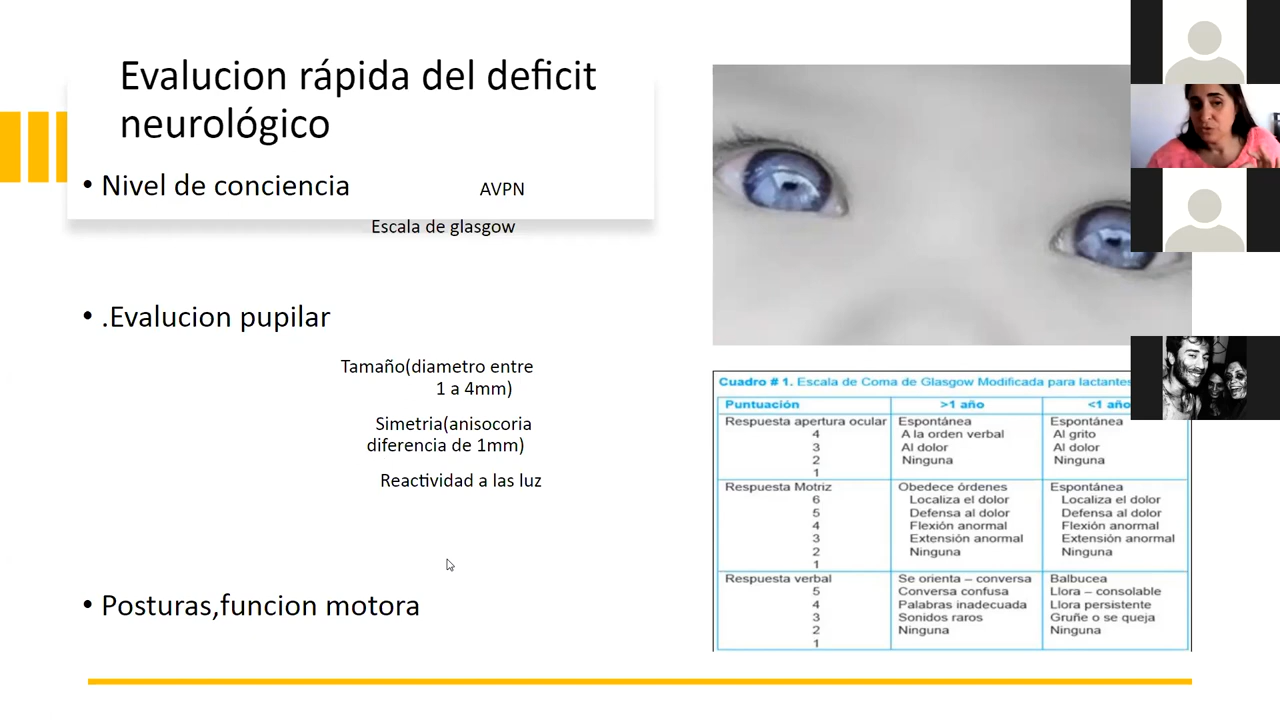 Evalucion rápida del deficit
neurológico
• Nivel de conciencia AVPN
Escala de glasgow
• .Evalucion pupilar
Tamaño(diametro entre
1 a 4mm)
Simetria(anisocoria
diferencia de 1mm)
Reactividad a las luz
• Posturas,funcion motora
Cuadro # 1. Escala de Coma de Glasgow Modificada para lactantes
Puntuación >1 año <1 año
Respuesta apertura ocular Espontánea Espontánea
4 A la orden verbal Al grito
3 Al dolor Al dolor
2 Ninguna Ninguna
1
Respuesta Motriz Obedece órdenes Espontánea
6 Localiza el dolor Localiza el dolor
5 Defensa al dolor Defensa al dolor
4 Flexión anormal Flexión anormal
3 Extensión anormal Extensión anormal
2 Ninguna Ninguna
1
Respuesta verbal Se orienta – conversa Balbucea
5 Conversa confusa Llora – consolable
4 Palabras inadecuada Llora persistente
3 Sonidos raros Gruñe o se queja
2 Ninguna Ninguna
1